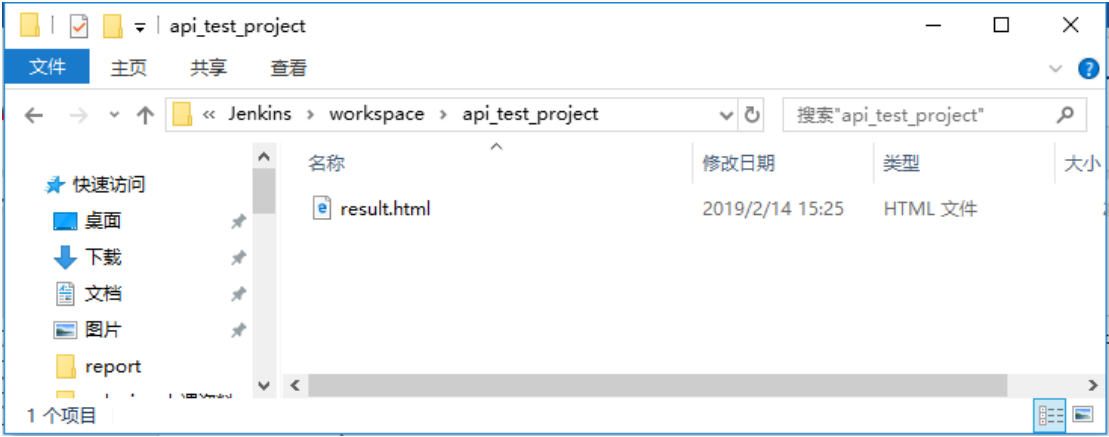 api_test_project
文件 主页 共享 查看
« Jenkins > workspace > api_test_project 搜索"api_test_project"
名称 修改日期 类型 大小
快速访问
result.html 2019/2/14 15:25 HTML 文件
桌面
下载
文档
图片
report
1 个项目